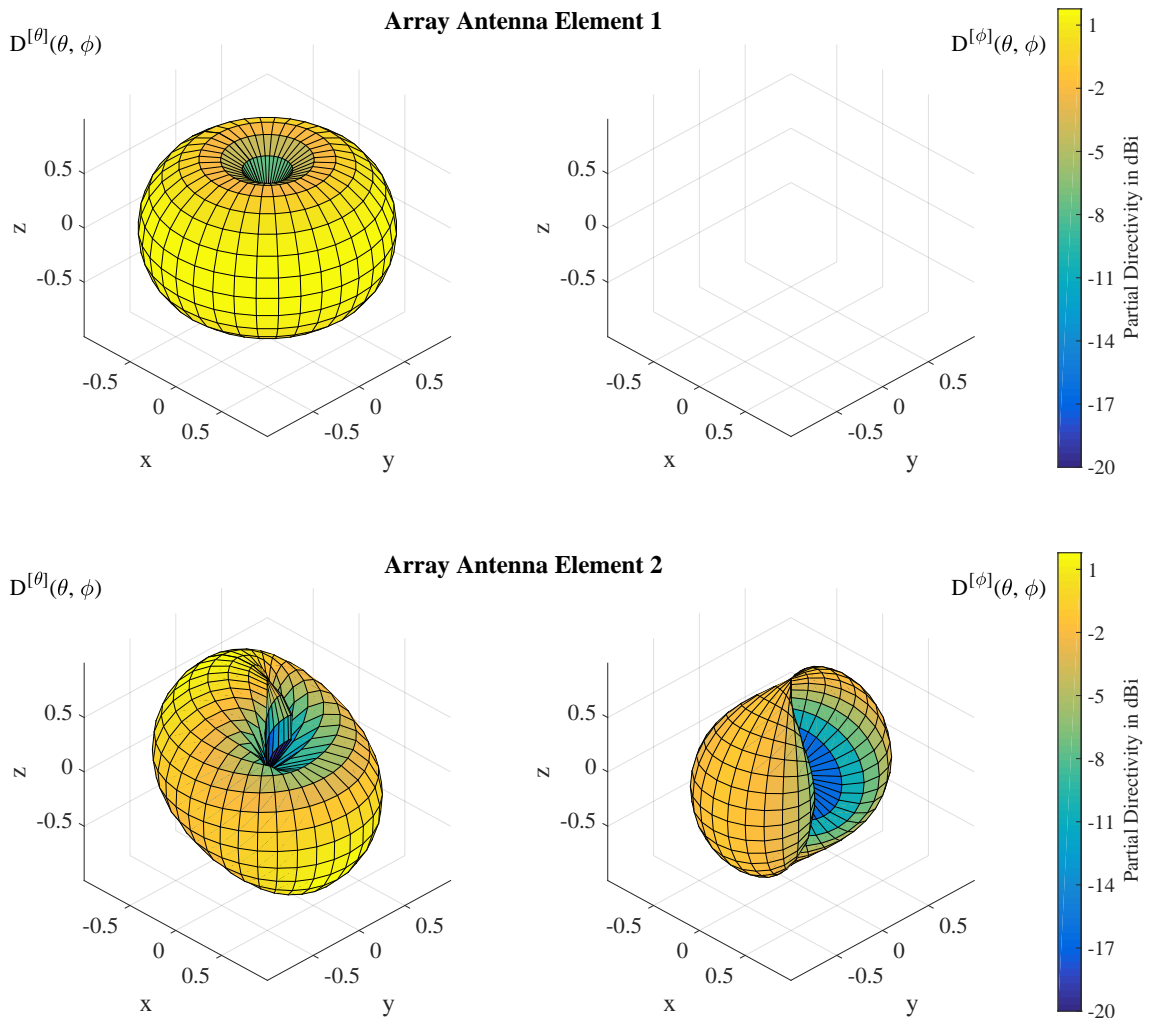 Array Antenna Element 1
D[θ](θ, ϕ)
D[ϕ](θ, ϕ)
0.5
0
-0.5
z
-0.5
0
0.5
x
-0.5
0
0.5
y
0.5
0
-0.5
z
-0.5
0
0.5
x
-0.5
0
0.5
y
1
-2
-5
-8
-11
-14
-17
-20
Partial Directivity in dBi
Array Antenna Element 2
D[θ](θ, ϕ)
D[ϕ](θ, ϕ)
0.5
0
-0.5
z
-0.5
0
0.5
x
-0.5
0
0.5
y
0.5
0
-0.5
z
-0.5
0
0.5
x
-0.5
0
0.5
y
1
-2
-5
-8
-11
-14
-17
-20
Partial Directivity in dBi